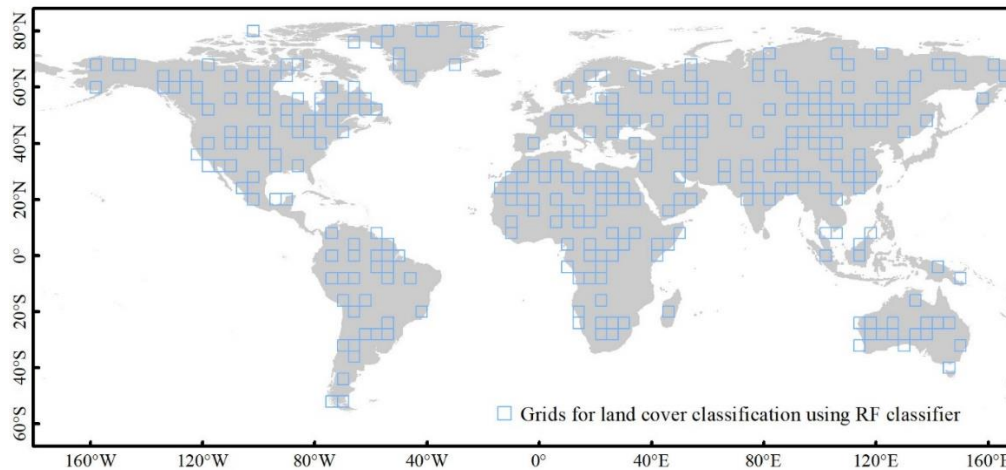 80°N
60°N
40°N
20°N
0°
20°S
40°S
60°S
Grids for land cover classification using RF classifier
160°W 120°W 80°W 40°W 0° 40°E 80°E 120°E